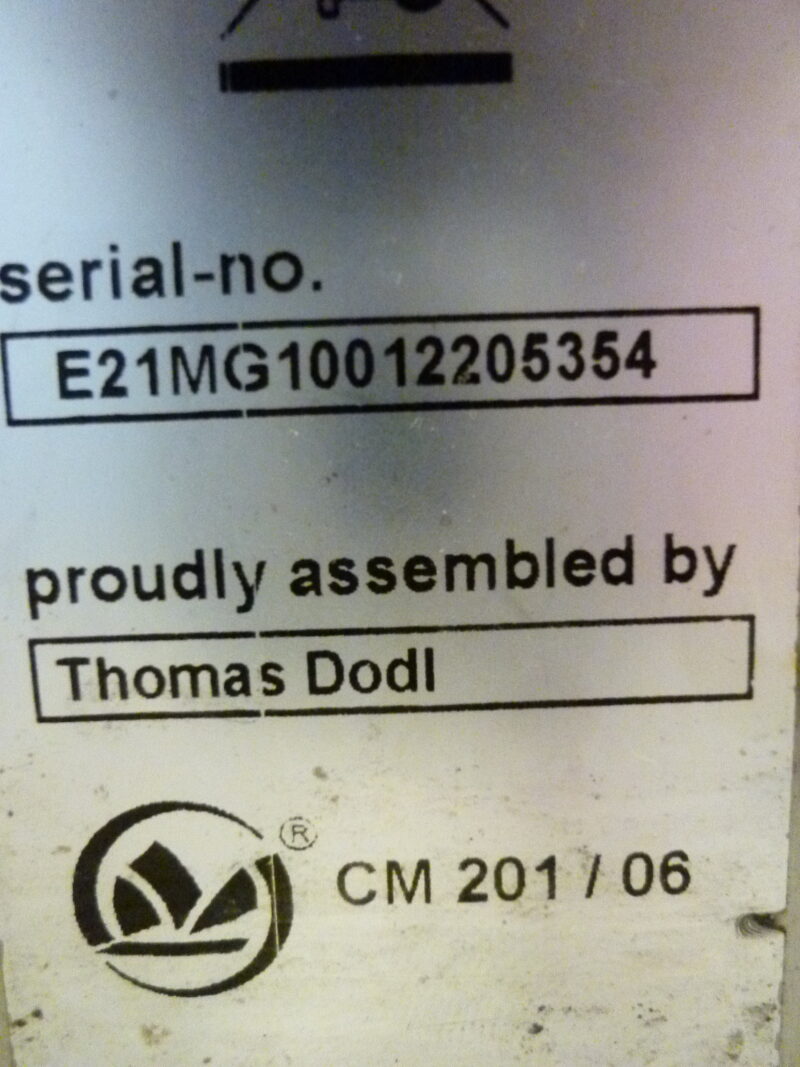 serial-no.
E21MG10012205354
proudly assembled by
Thomas Dodl
® CM 201 / 06